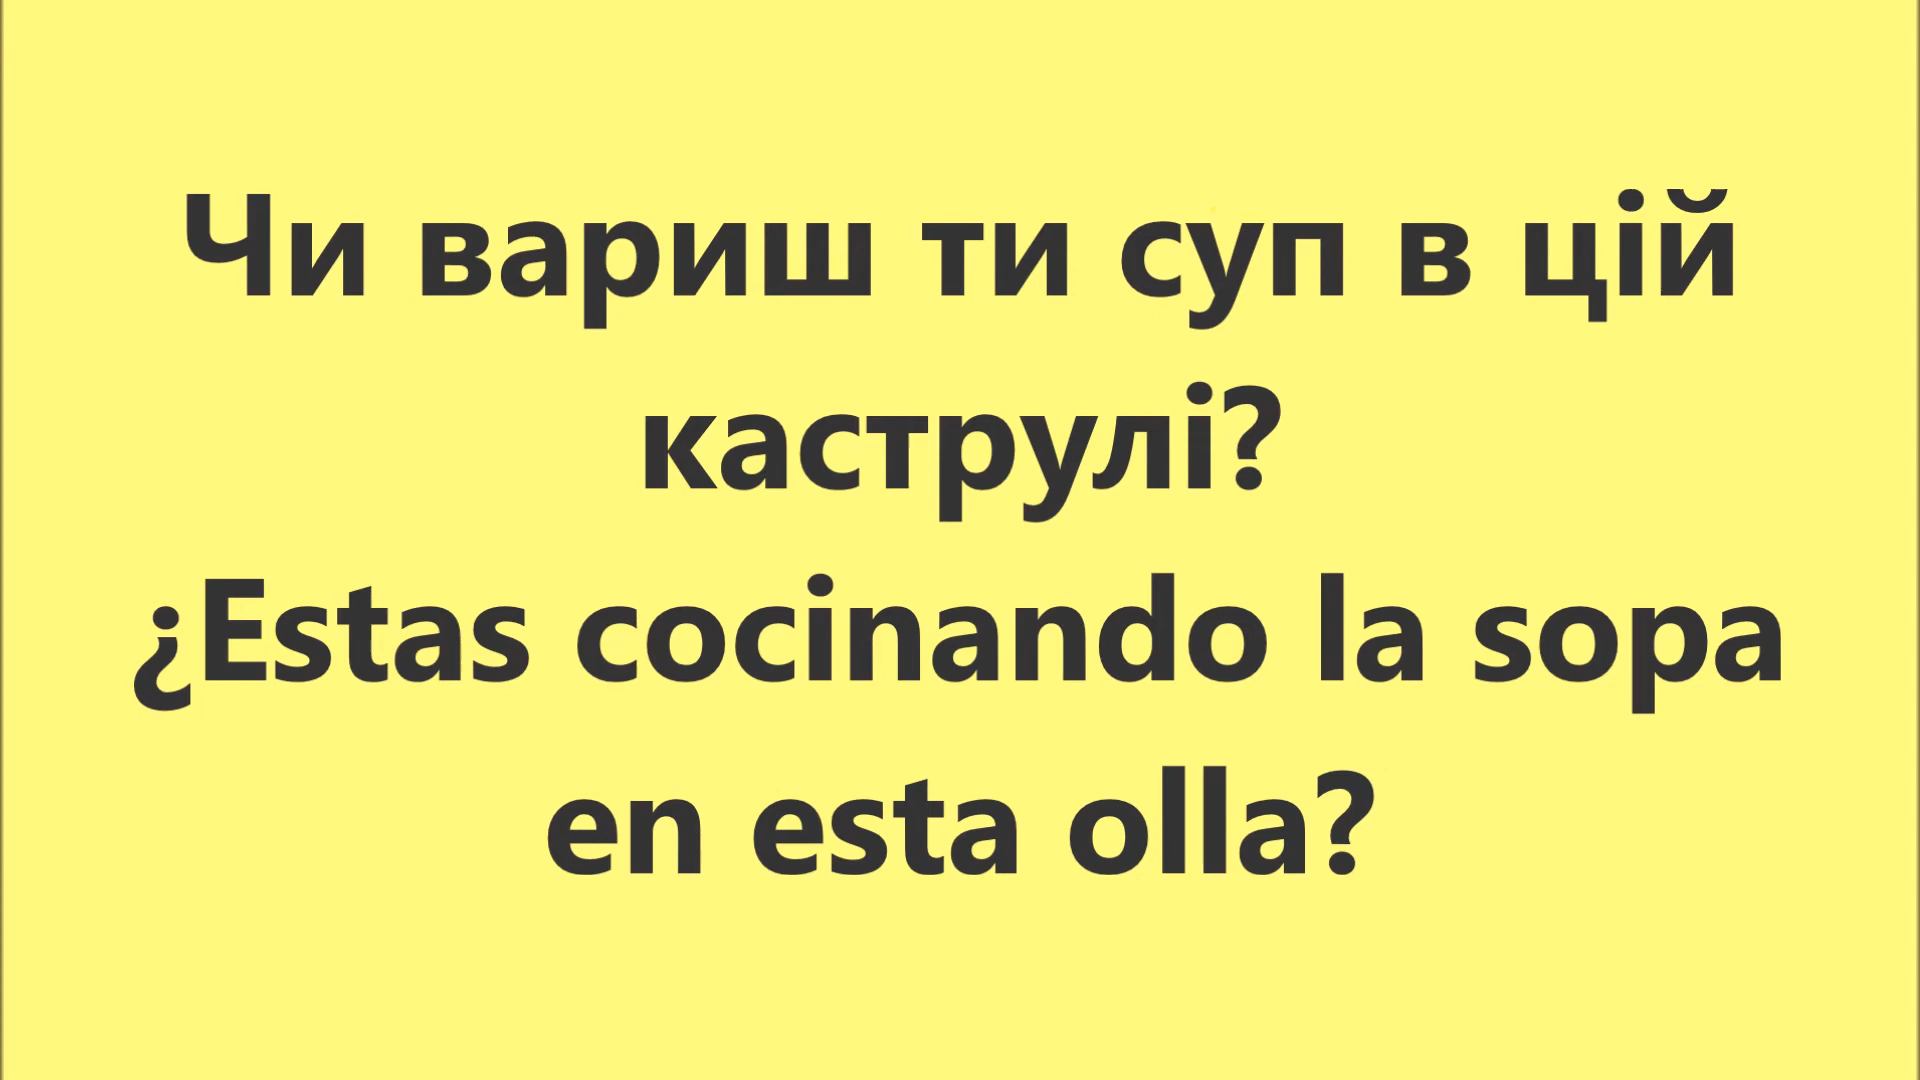 Чи вариш ти суп в цій
каструлі?
¿Estas cocinando la sopa
en esta olla?